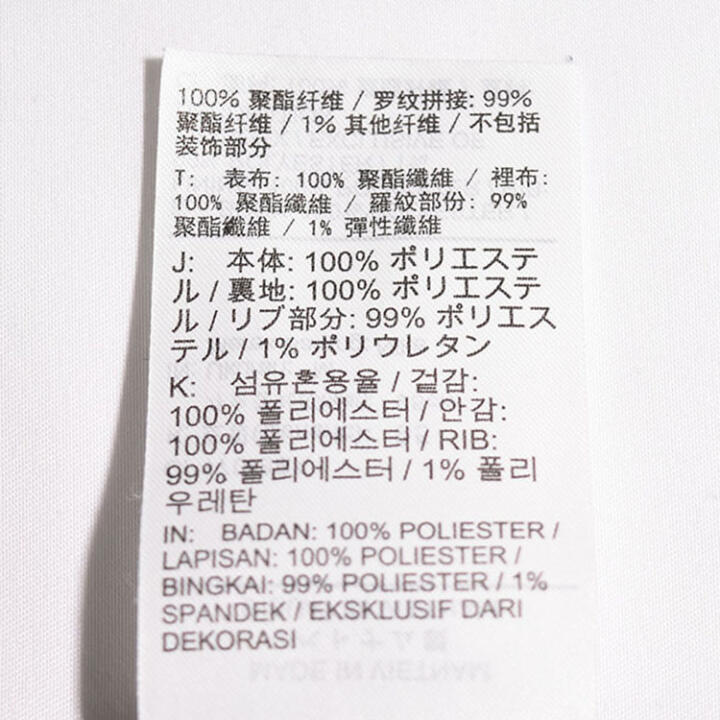 100% 聚酯纤维 / 罗纹拼接: 99%
聚酯纤维 / 1% 其他纤维 / 不包括
装饰部分
T: 表布: 100% 聚酯纖維 / 裡布:
100% 聚酯纖維 / 羅紋部份: 99%
聚酯纖維 / 1% 彈性纖維
J: 本体: 100% ポリエステ
ル / 裏地: 100% ポリエステ
ル / リブ部分: 99% ポリエス
テル / 1% ポリウレタン
K: 섬유혼용율 / 겉감:
100% 폴리에스터 / 안감:
100% 폴리에스터 / RIB:
99% 폴리에스터 / 1% 폴리
우레탄
IN: BADAN: 100% POLIESTER /
LAPISAN: 100% POLIESTER /
BINGKAI: 99% POLIESTER / 1%
SPANDEK / EKSKLUSIF DARI
DEKORASI
MADE IN VIETNAM